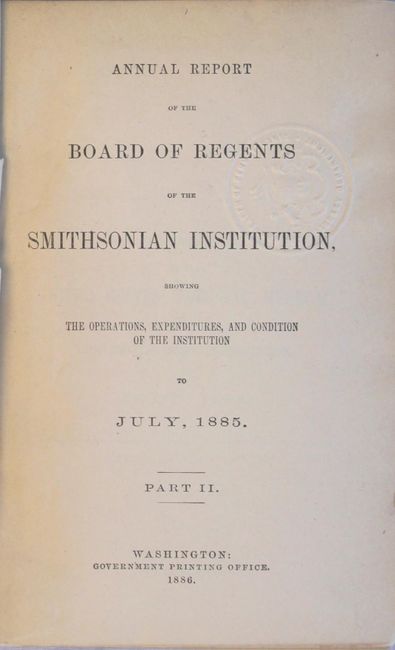 ANNUAL REPORT
OF THE
BOARD OF REGENTS
OF THE
SMITHSONIAN INSTITUTION,
SHOWING
THE OPERATIONS, EXPENDITURES, AND CONDITION
OF THE INSTITUTION
TO
JULY, 1885.
PART II.
WASHINGTON:
GOVERNMENT PRINTING OFFICE.
1886.